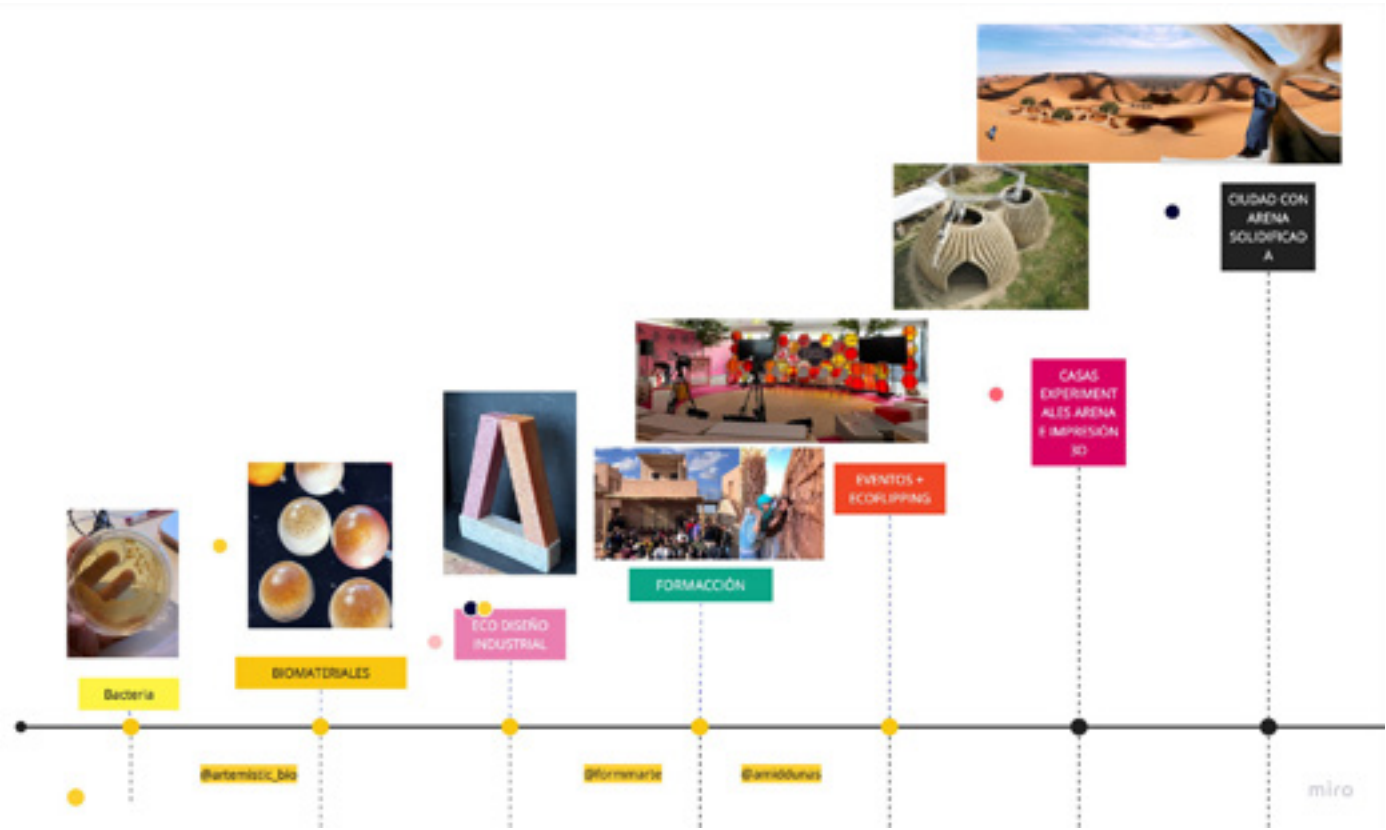 CIUDAD CON
ARENA
SOLIDIFICAD
A
CASAS
EXPERIMENT
ALES ARENA
E IMPRESIÓN
3D
EVENTOS +
ECOFLIPPING
FORMACCIÓN
ECO DISEÑO
INDUSTRIAL
BIOMATERIALES
Bacteria
@artemistic_bio
@formmarte
@amiddunas
miro